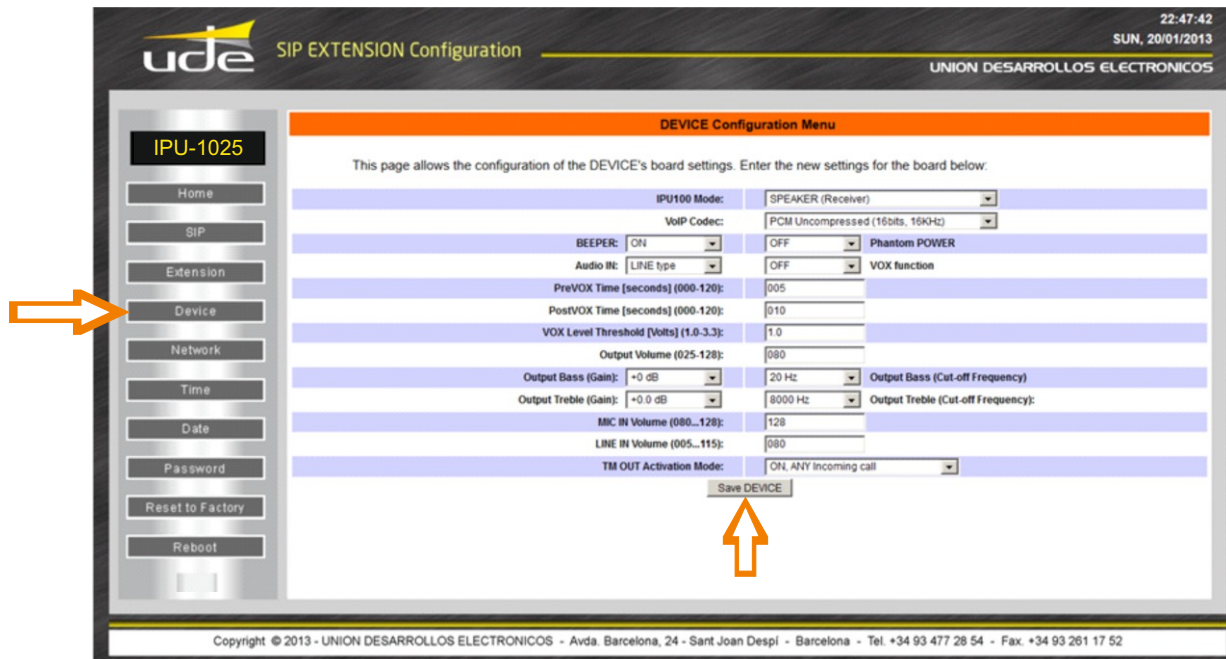 22:47:42
SUN, 20/01/2013
ude SIP EXTENSION Configuration
UNION DESARROLLOS ELECTRONICOS
IPU-1025
Home
SIP
Extension
Device
Network
Time
Date
Password
Reset to Factory
Reboot
DEVICE Configuration Menu
This page allows the configuration of the DEVICE's board settings. Enter the new settings for the board below:
IPU100 Mode: SPEAKER (Receiver)
VoIP Codec: PCM Uncompressed (16bits, 16KHz)
BEEPER: ON OFF Phantom POWER
Audio IN: LINE type OFF VOX function
PreVOX Time [seconds] (000-120): 005
PostVOX Time [seconds] (000-120): 010
VOX Level Threshold [Volts] (1.0-3.3): 1.0
Output Volume (025-128): 080
Output Bass (Gain): +0 dB 20 Hz Output Bass (Cut-off Frequency)
Output Treble (Gain): +0.0 dB 8000 Hz Output Treble (Cut-off Frequency):
MIC IN Volume (080...128): 128
LINE IN Volume (005...115): 080
TM OUT Activation Mode: ON, ANY Incoming call
Save DEVICE
Copyright © 2013 - UNION DESARROLLOS ELECTRONICOS - Avda. Barcelona, 24 - Sant Joan Despí - Barcelona - Tel. +34 93 477 28 54 - Fax. +34 93 261 17 52